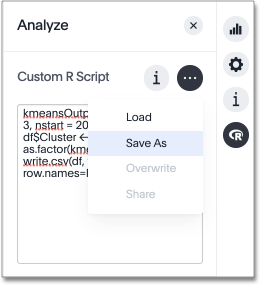 Analyze
Custom R Script
kmeansOutp
3, nstart = 20
df$Cluster <-
as.factor(kme
write.csv(df,
row.names=
Load
Save As
Overwrite
Share